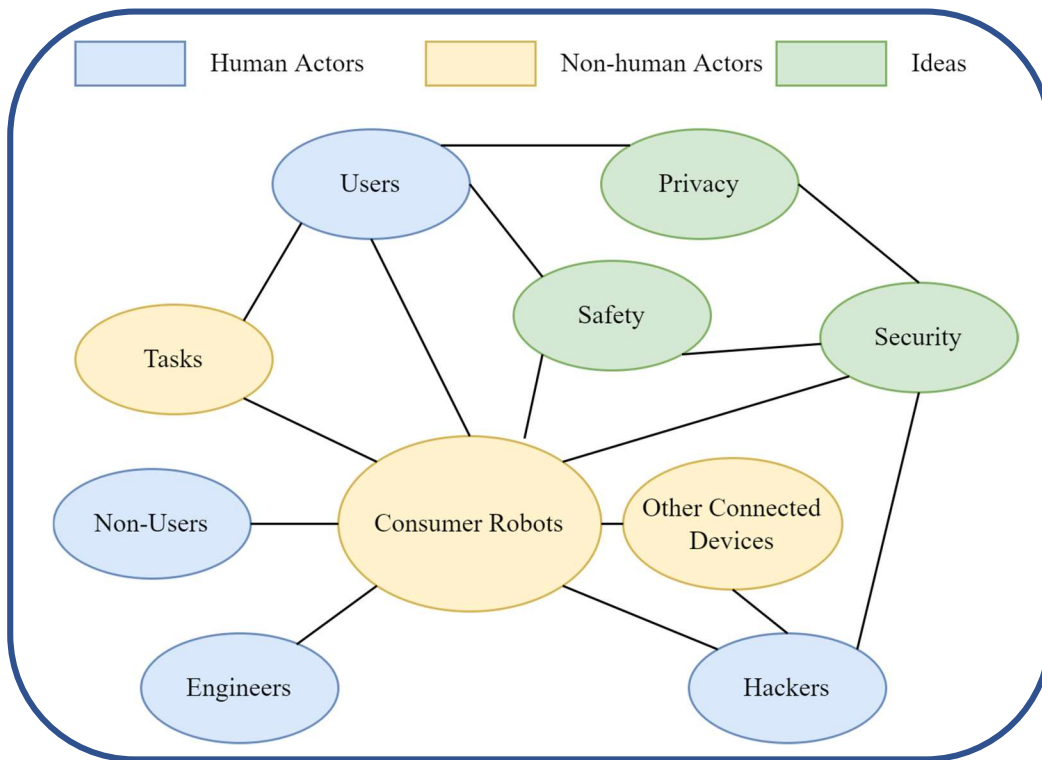 Human Actors
Non-human Actors
Ideas
Users
Privacy
Safety
Security
Tasks
Non-Users
Consumer Robots
Other Connected
Devices
Engineers
Hackers